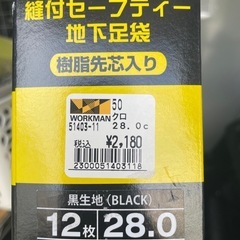 縫付セーフティー
地下足袋
樹脂先芯入り
50
クロ
WORKMAN
51403-11 28.0c
税込 ¥2,180
2300051403118
黒生地(BLACK)
12枚 28.0